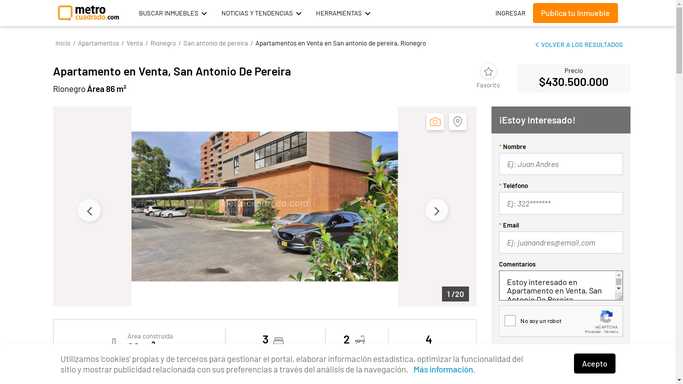 metro
cuadrado.com
BUSCAR INMUEBLES
NOTICIAS Y TENDENCIAS
HERRAMIENTAS
INGRESAR
Publica tu Inmueble
Inicio / Apartamentos / Venta / Rionegro / San antonio de pereira / Apartamentos en Venta en San antonio de pereira, Rionegro
VOLVER A LOS RESULTADOS
Apartamento en Venta, San Antonio De Pereira
Rionegro Área 86 m²
Favorito
Precio
$430.500.000
1 / 20
¡Estoy Interesado!
* Nombre
Ej: Juan Andres
* Teléfono
Ej: 322*******
* Email
Ej: juanandres@email.com
Comentarios
Estoy interesado en
Apartamento en Venta, San
Antonio De Pereira
No soy un robot
reCAPTCHA
Privacidad - Términos
Área construida
3
2
4
Utilizamos 'cookies' propias y de terceros para gestionar el portal, elaborar información estadística, optimizar la funcionalidad del
sitio y mostrar publicidad relacionada con sus preferencias a través del análisis de la navegación. Más información.
Acepto